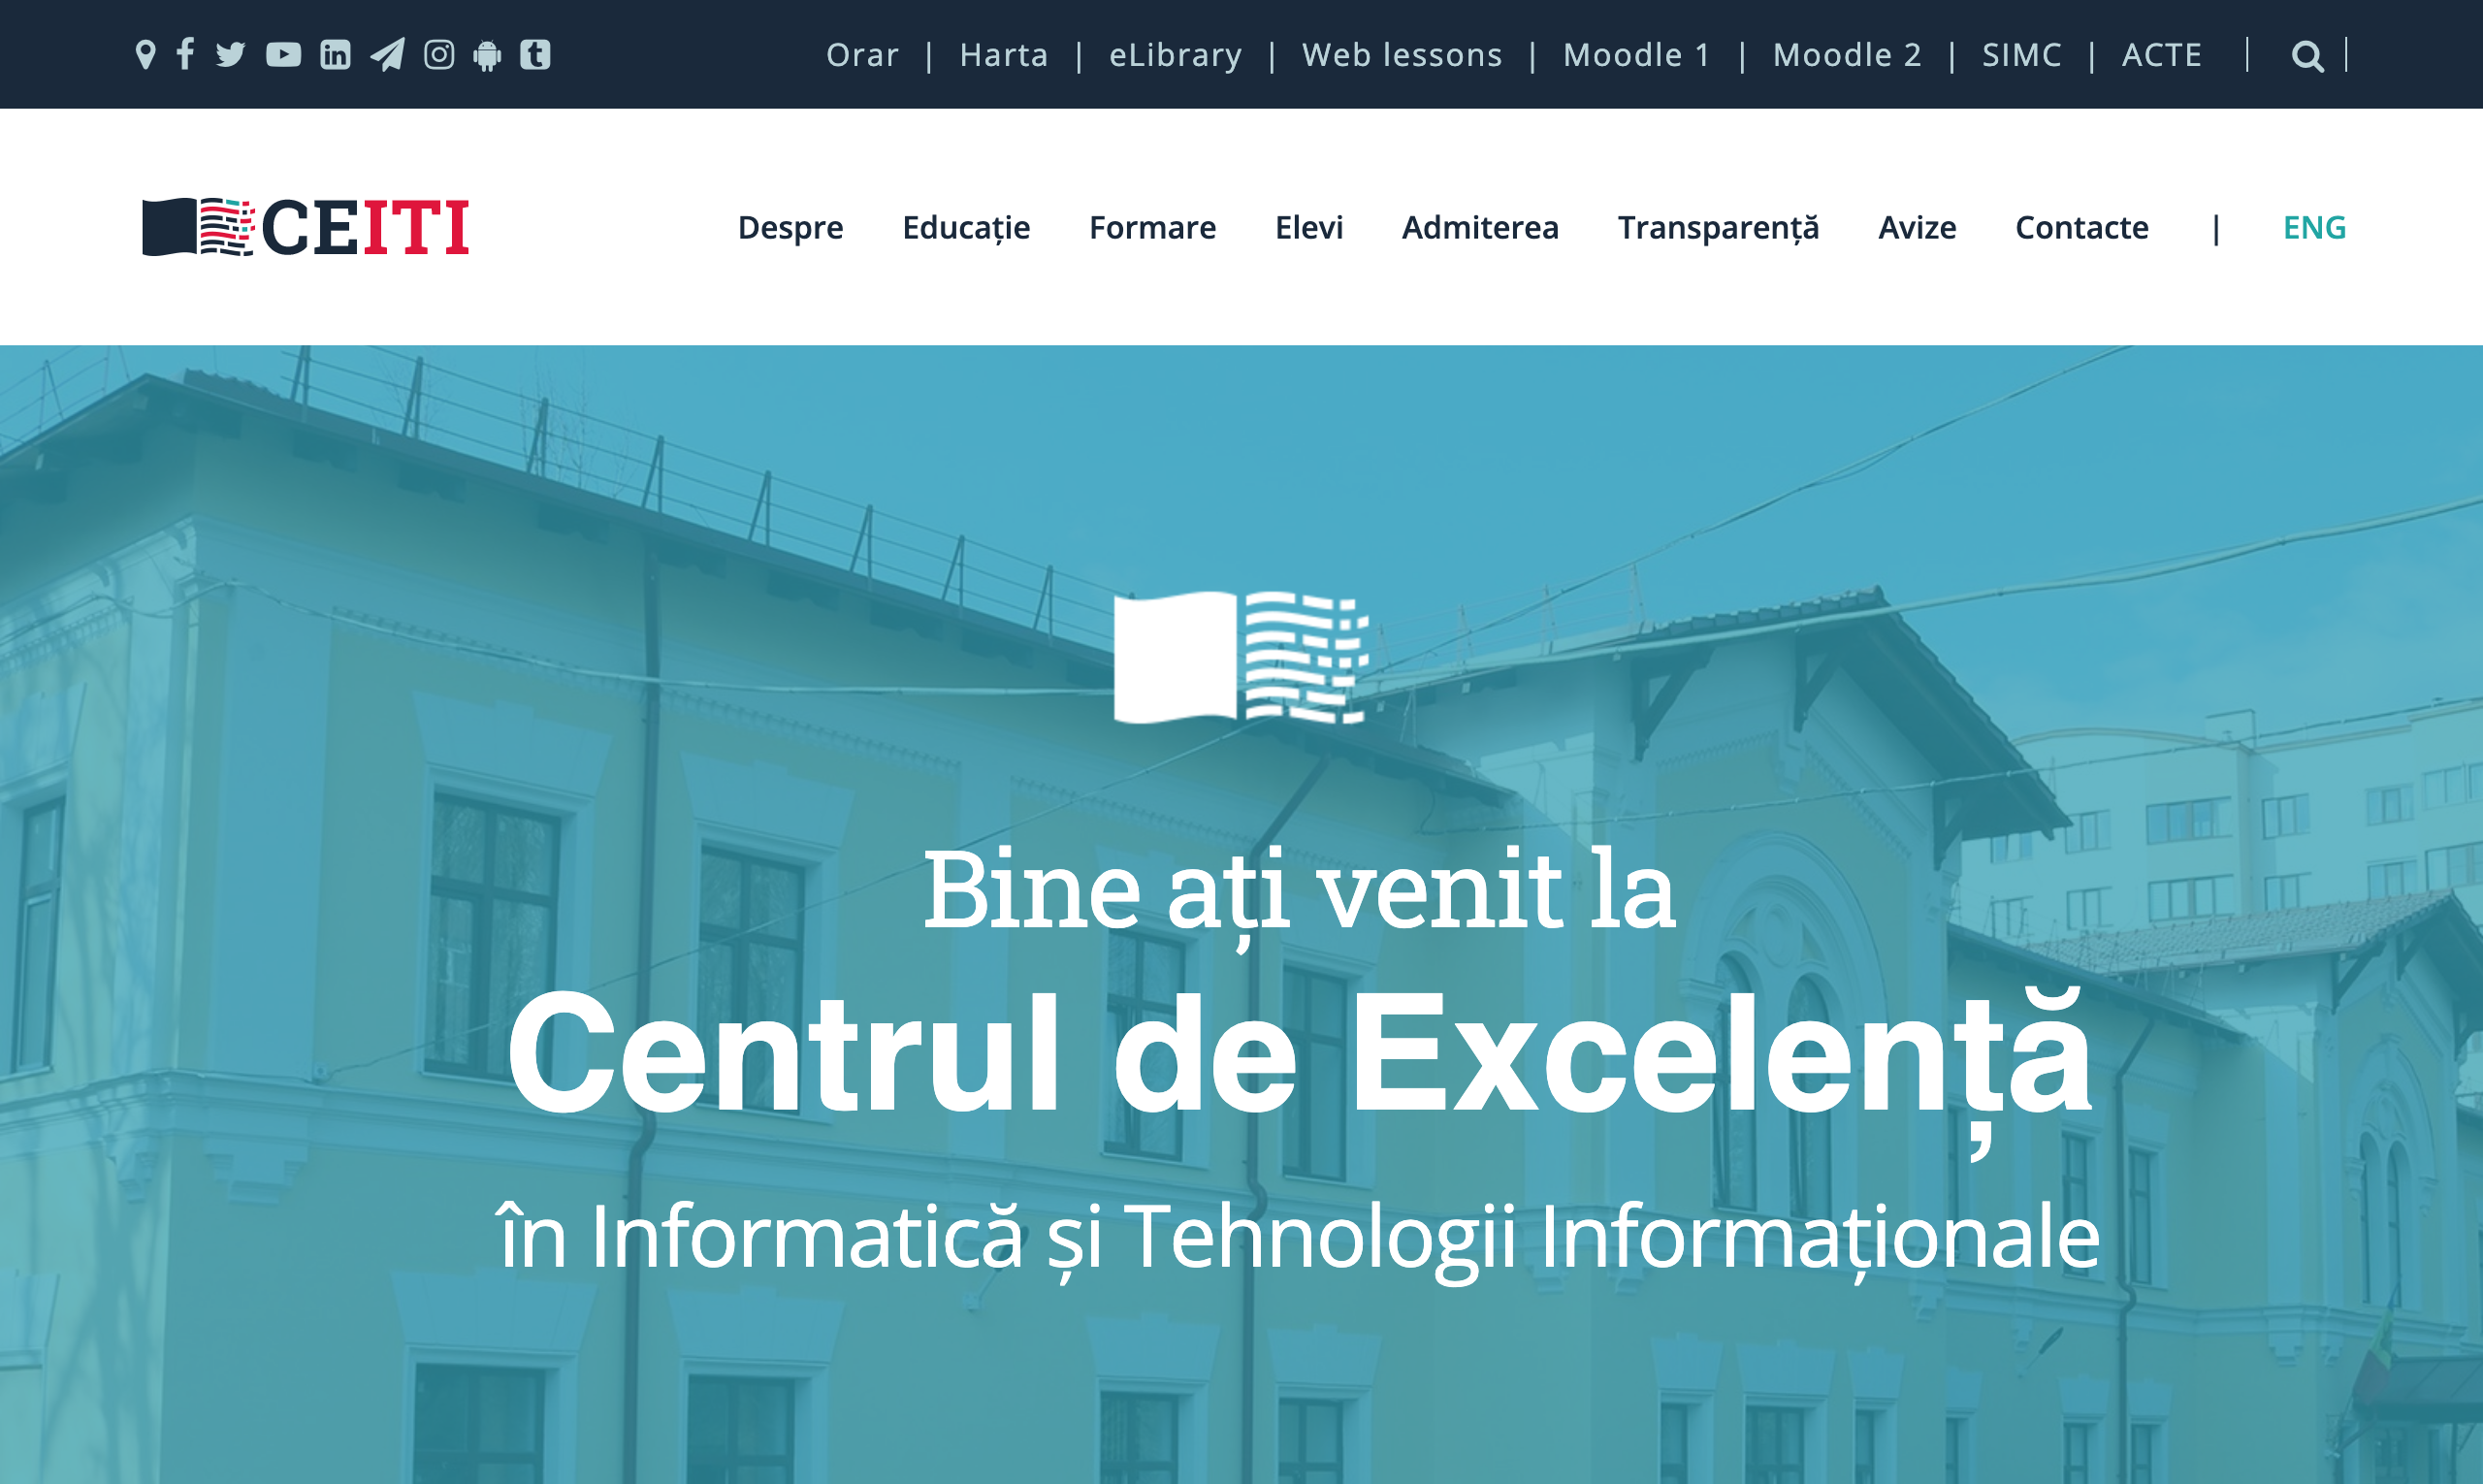 Orar | Harta | eLibrary | Web lessons | Moodle 1 | Moodle 2 | SIMC | ACTE
CEITI
Despre Educație Formare Elevi Admiterea Transparență Avize Contacte | ENG
Bine ați venit la
Centrul de Excelență
în Informatică și Tehnologii Informaționale